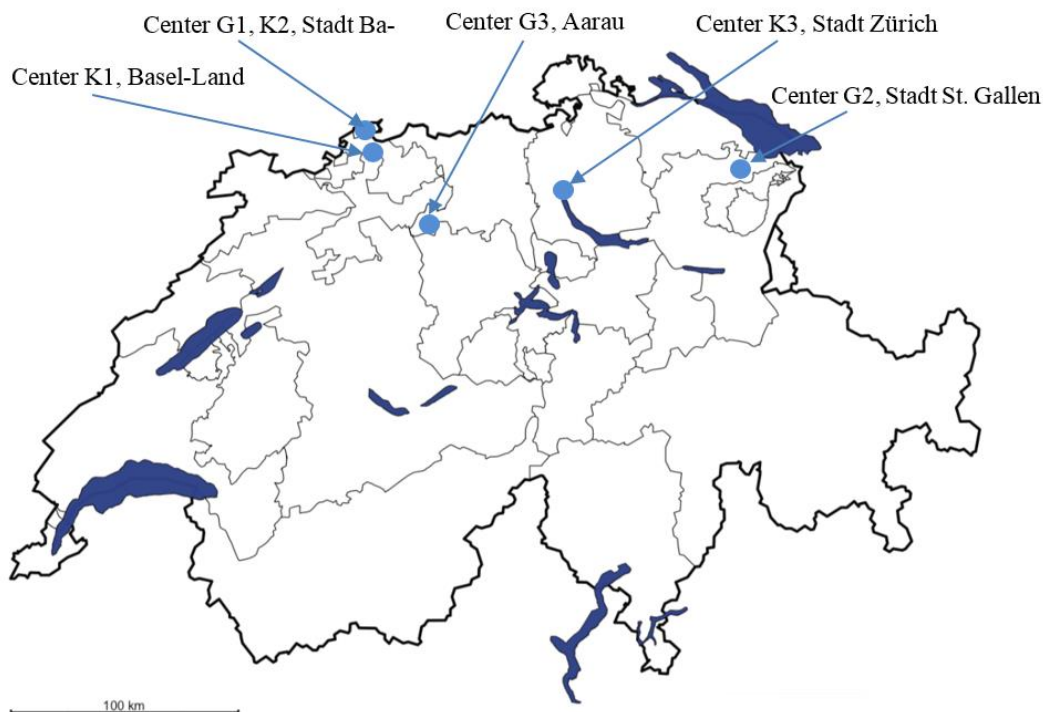 Center G1, K2, Stadt Ba-
Center G3, Aarau
Center K3, Stadt Zürich
Center K1, Basel-Land
Center G2, Stadt St. Gallen
100 km